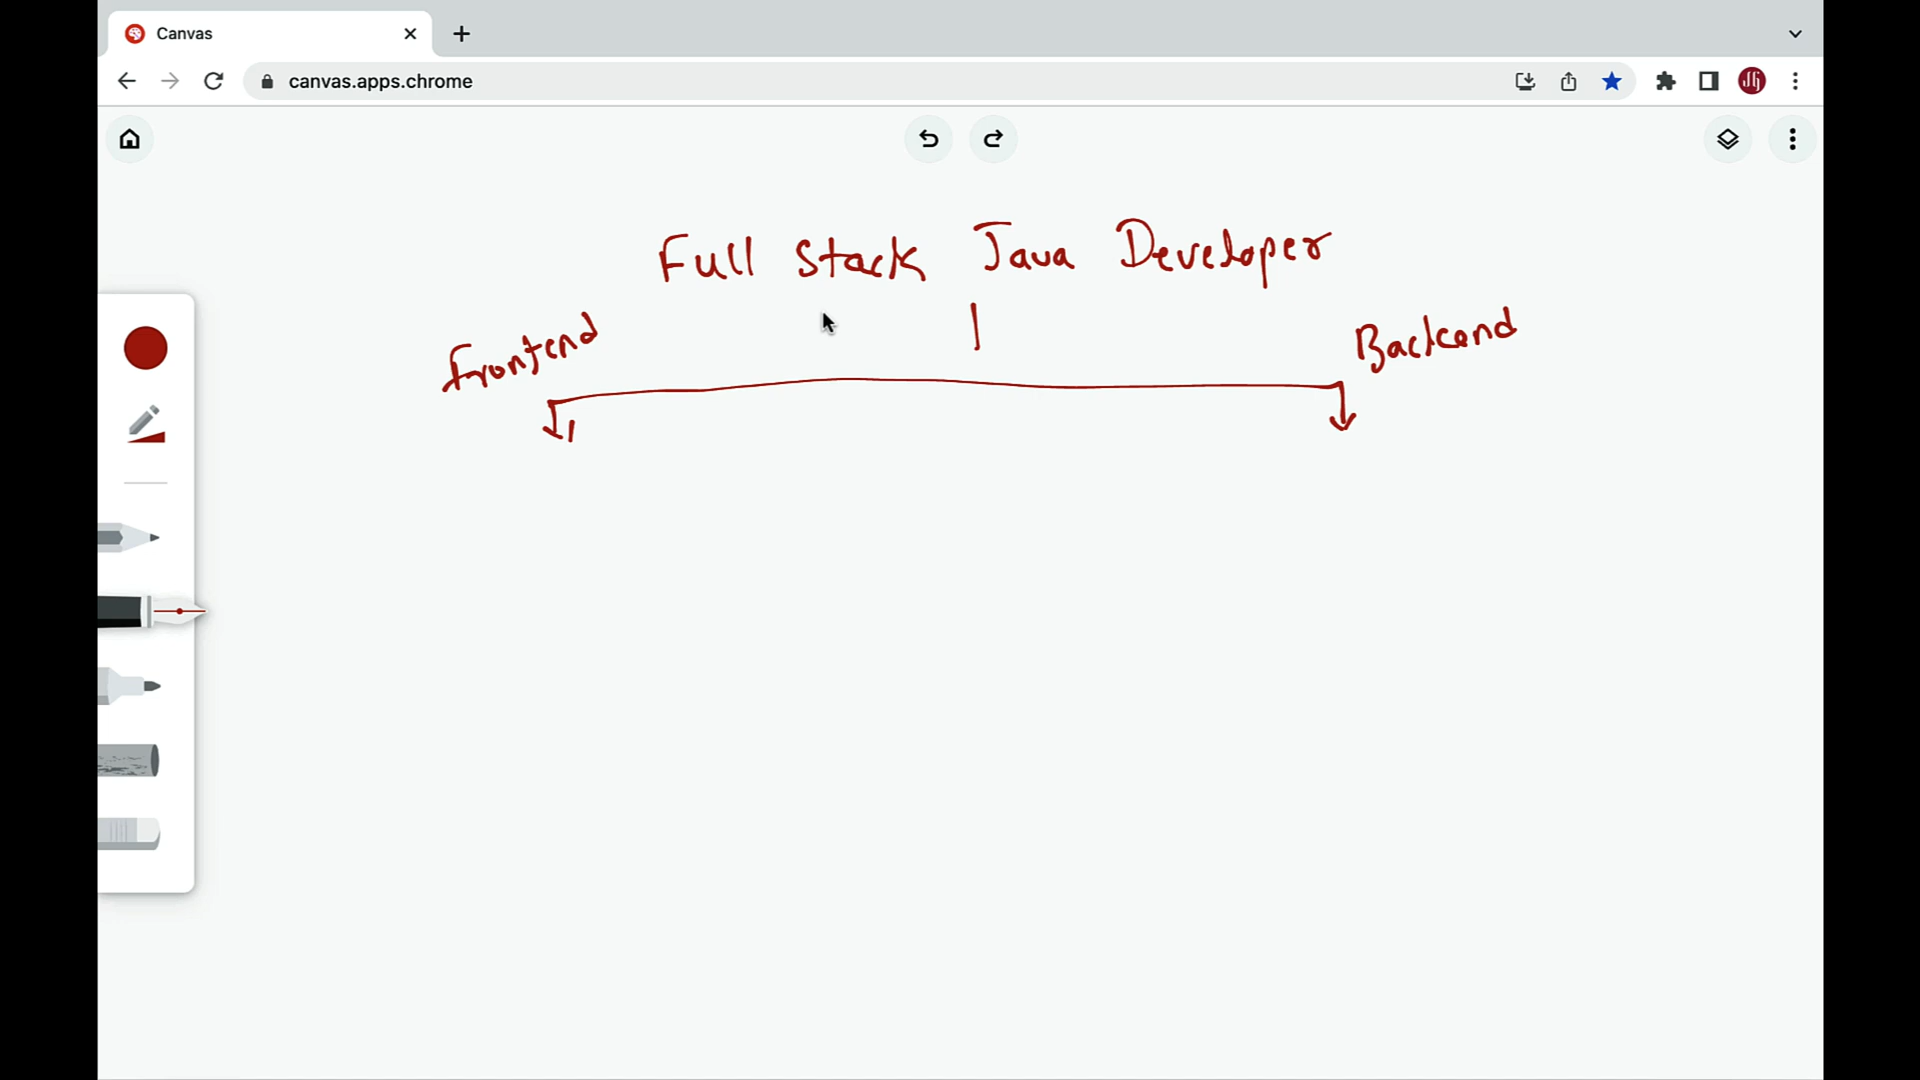 Canvas
canvas.apps.chrome
Full Stack Java Developer
Frontend
Backend